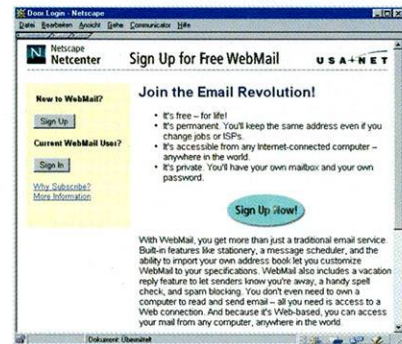 Door Login - Netscape
Datei Bearbeiten Ansicht Gehe Communicator Hilfe
N Netscape
Netcenter
Sign Up for Free WebMail
USA NET
New to WebMail?
Sign Up
Current WebMail User?
Sign In
Why Subscribe?
More Information
Join the Email Revolution!
• It's free – for life!
• It's permanent. You'll keep the same address even if you
change jobs or ISPs.
• It's accessible from any Internet-connected computer –
anywhere in the world.
• It's private. You'll have your own mailbox and your own
password.
Sign Up Now!
With WebMail, you get more than just a traditional email service.
Built-in features like stationery, a message scheduler, and the
ability to import your own address book let you customize
WebMail to your specifications. WebMail also includes a vacation
reply feature to let senders know you're away, a handy spell
check, and spam blocking. You don't even need to own a
computer to read and send email – all you need is access to a
Web connection. And because it's Web-based, you can access
your mail from any computer, anywhere in the world.
Dokument: Übermittelt